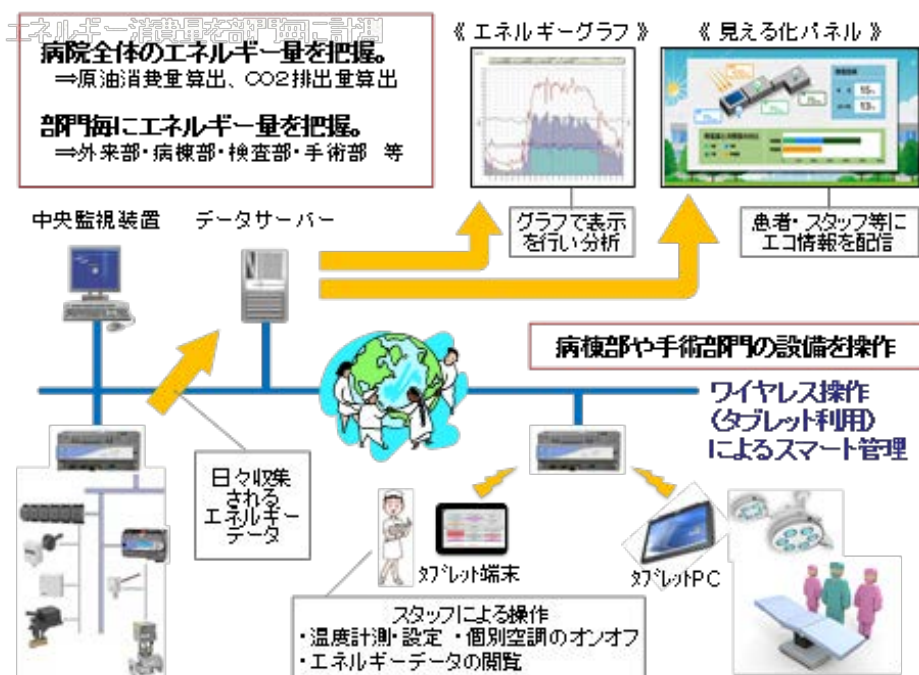 エネルギー消費量を部門毎に計測
病院全体のエネルギー量を把握。
⇒原油消費量算出、CO2排出量算出
部門毎にエネルギー量を把握。
⇒外来部・病棟部・検査部・手術部 等
《 エネルギーグラフ 》
《 見える化パネル 》
グラフで表示
を行い分析
患者・スタッフ等に
エコ情報を配信
中央監視装置
データサーバー
病棟部や手術部門の設備を操作
ワイヤレス操作
(タブレット利用)
によるスマート管理
日々収集
される
エネルギー
データ
タブレット端末
タブレットPC
スタッフによる操作
・温度計測・設定 ・個別空調のオンオフ
・エネルギーデータの閲覧